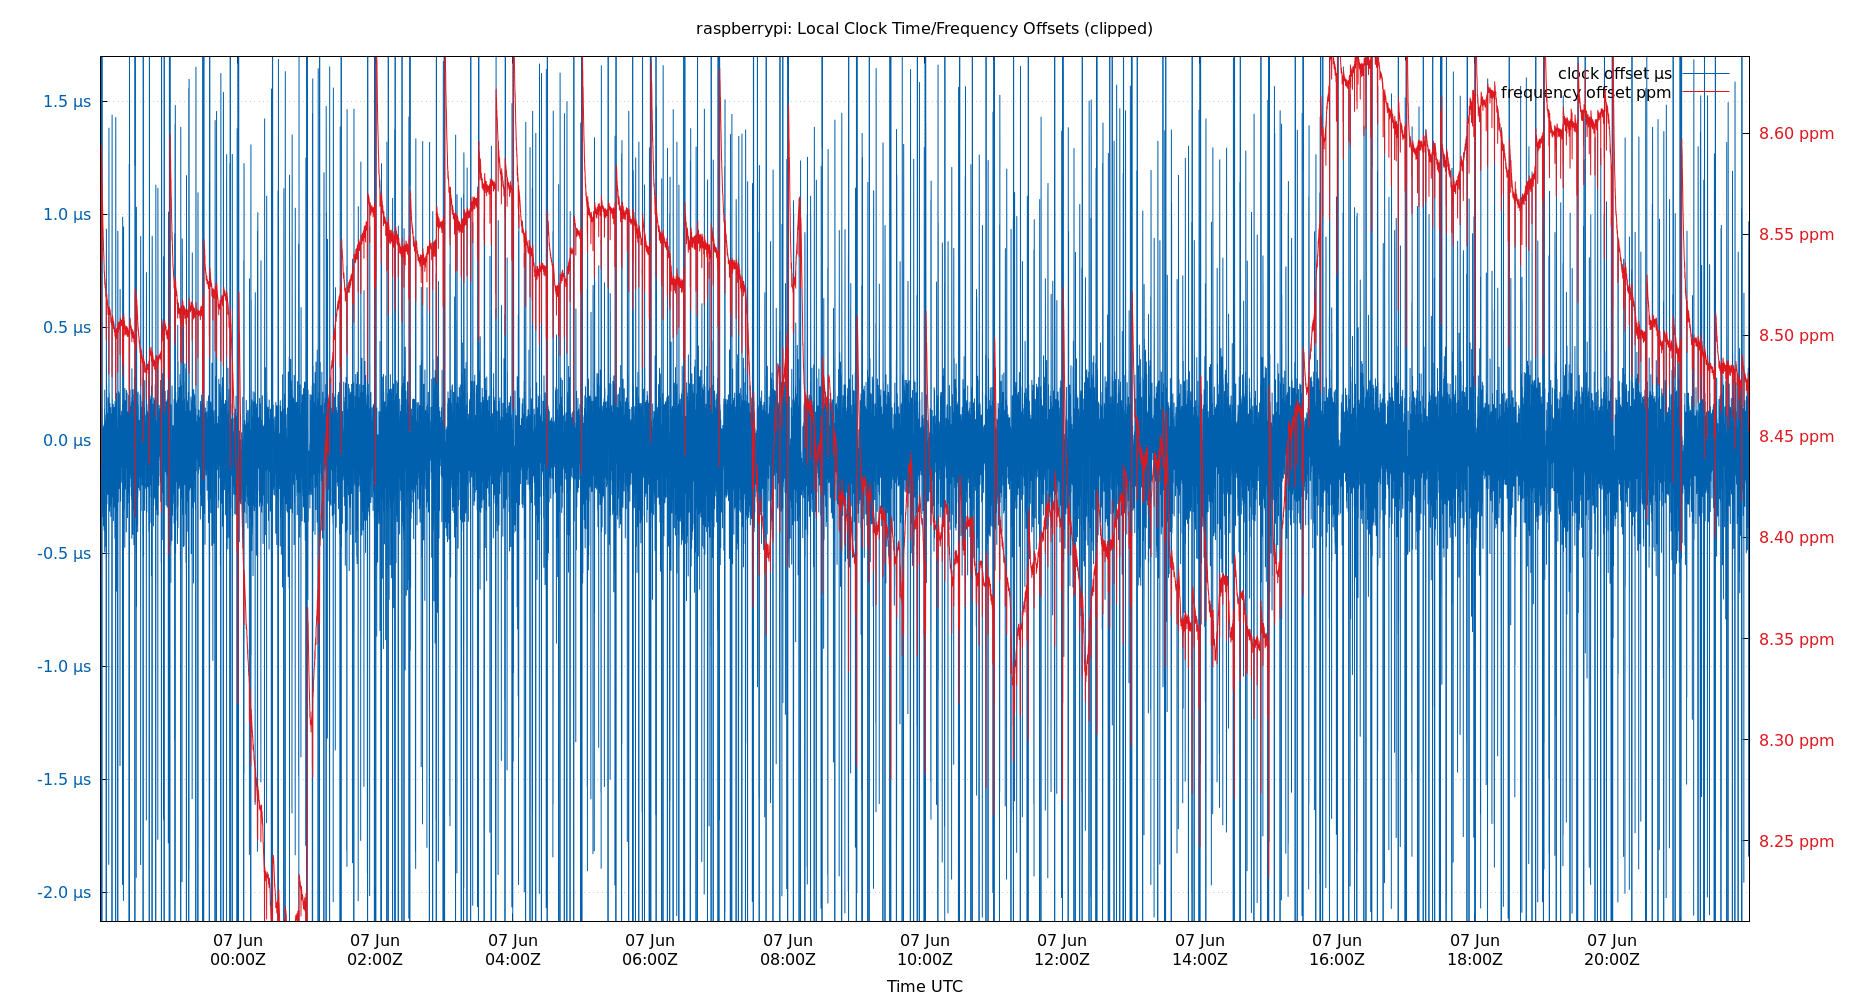 raspberrypi: Local Clock Time/Frequency Offsets (clipped)
clock offset µs
frequency offset ppm
1.5 µs
1.0 µs
0.5 µs
0.0 µs
-0.5 µs
-1.0 µs
-1.5 µs
-2.0 µs
8.60 ppm
8.55 ppm
8.50 ppm
8.45 ppm
8.40 ppm
8.35 ppm
8.30 ppm
8.25 ppm
07 Jun 07 Jun 07 Jun 07 Jun 07 Jun 07 Jun 07 Jun 07 Jun 07 Jun 07 Jun 07 Jun
00:00Z 02:00Z 04:00Z 06:00Z 08:00Z 10:00Z 12:00Z 14:00Z 16:00Z 18:00Z 20:00Z
Time UTC